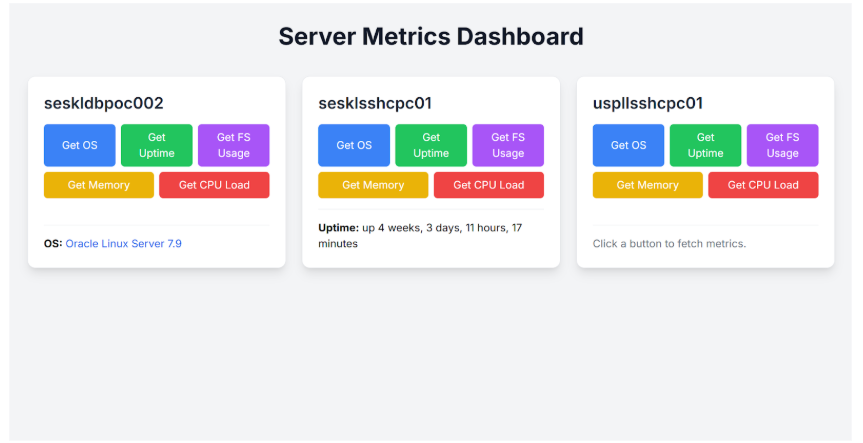 Server Metrics Dashboard
seskldbpoc002
Get OS
Get
Uptime
Get FS
Usage
Get Memory
Get CPU Load
OS: Oracle Linux Server 7.9
sesklsshcpc01
Get OS
Get
Uptime
Get FS
Usage
Get Memory
Get CPU Load
Uptime: up 4 weeks, 3 days, 11 hours, 17
minutes
uspllsshcpc01
Get OS
Get
Uptime
Get FS
Usage
Get Memory
Get CPU Load
Click a button to fetch metrics.